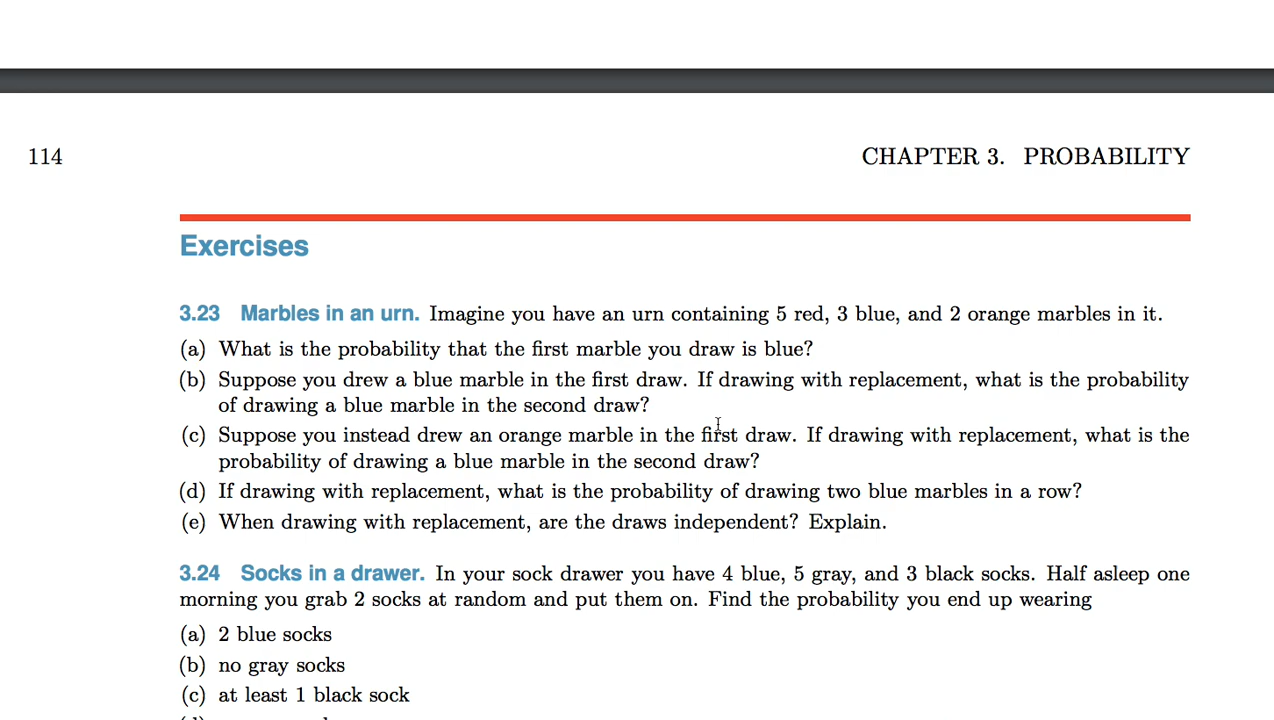 114
CHAPTER 3. PROBABILITY
Exercises
3.23 Marbles in an urn. Imagine you have an urn containing 5 red, 3 blue, and 2 orange marbles in it.
(a) What is the probability that the first marble you draw is blue?
(b) Suppose you drew a blue marble in the first draw. If drawing with replacement, what is the probability
of drawing a blue marble in the second draw?
(c) Suppose you instead drew an orange marble in the first draw. If drawing with replacement, what is the
probability of drawing a blue marble in the second draw?
(d) If drawing with replacement, what is the probability of drawing two blue marbles in a row?
(e) When drawing with replacement, are the draws independent? Explain.
3.24 Socks in a drawer. In your sock drawer you have 4 blue, 5 gray, and 3 black socks. Half asleep one
morning you grab 2 socks at random and put them on. Find the probability you end up wearing
(a) 2 blue socks
(b) no gray socks
(c) at least 1 black sock